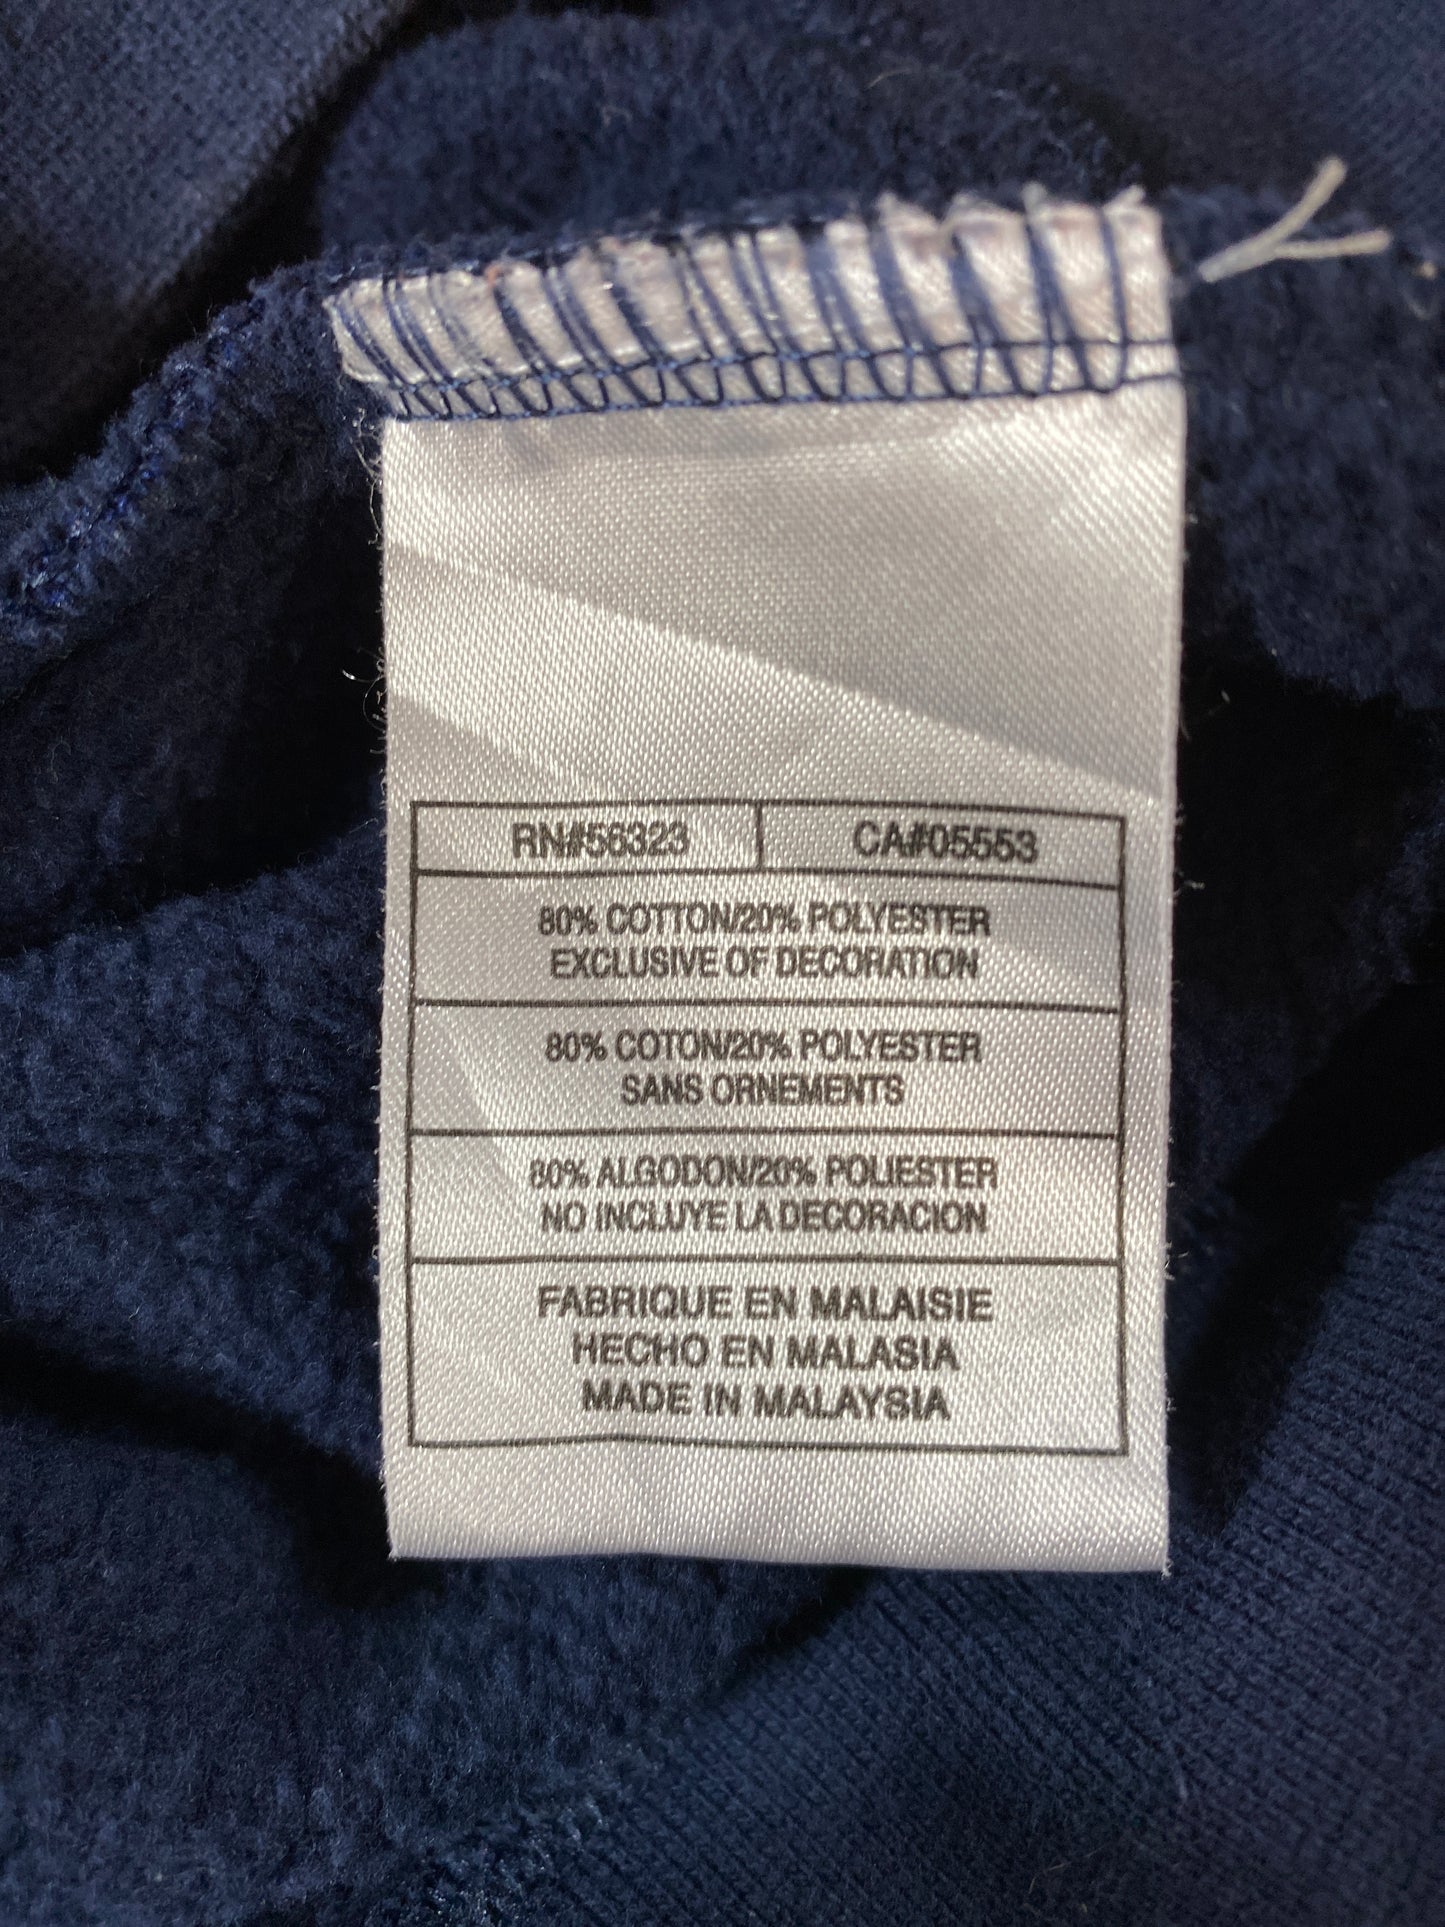 RN#56323 CA#05553
80% COTTON/20% POLYESTER
EXCLUSIVE OF DECORATION
80% COTON/20% POLYESTER
SANS ORNEMENTS
80% ALGODON/20% POLIESTER
NO INCLUYE LA DECORACION
FABRIQUE EN MALAISIE
HECHO EN MALASIA
MADE IN MALAYSIA